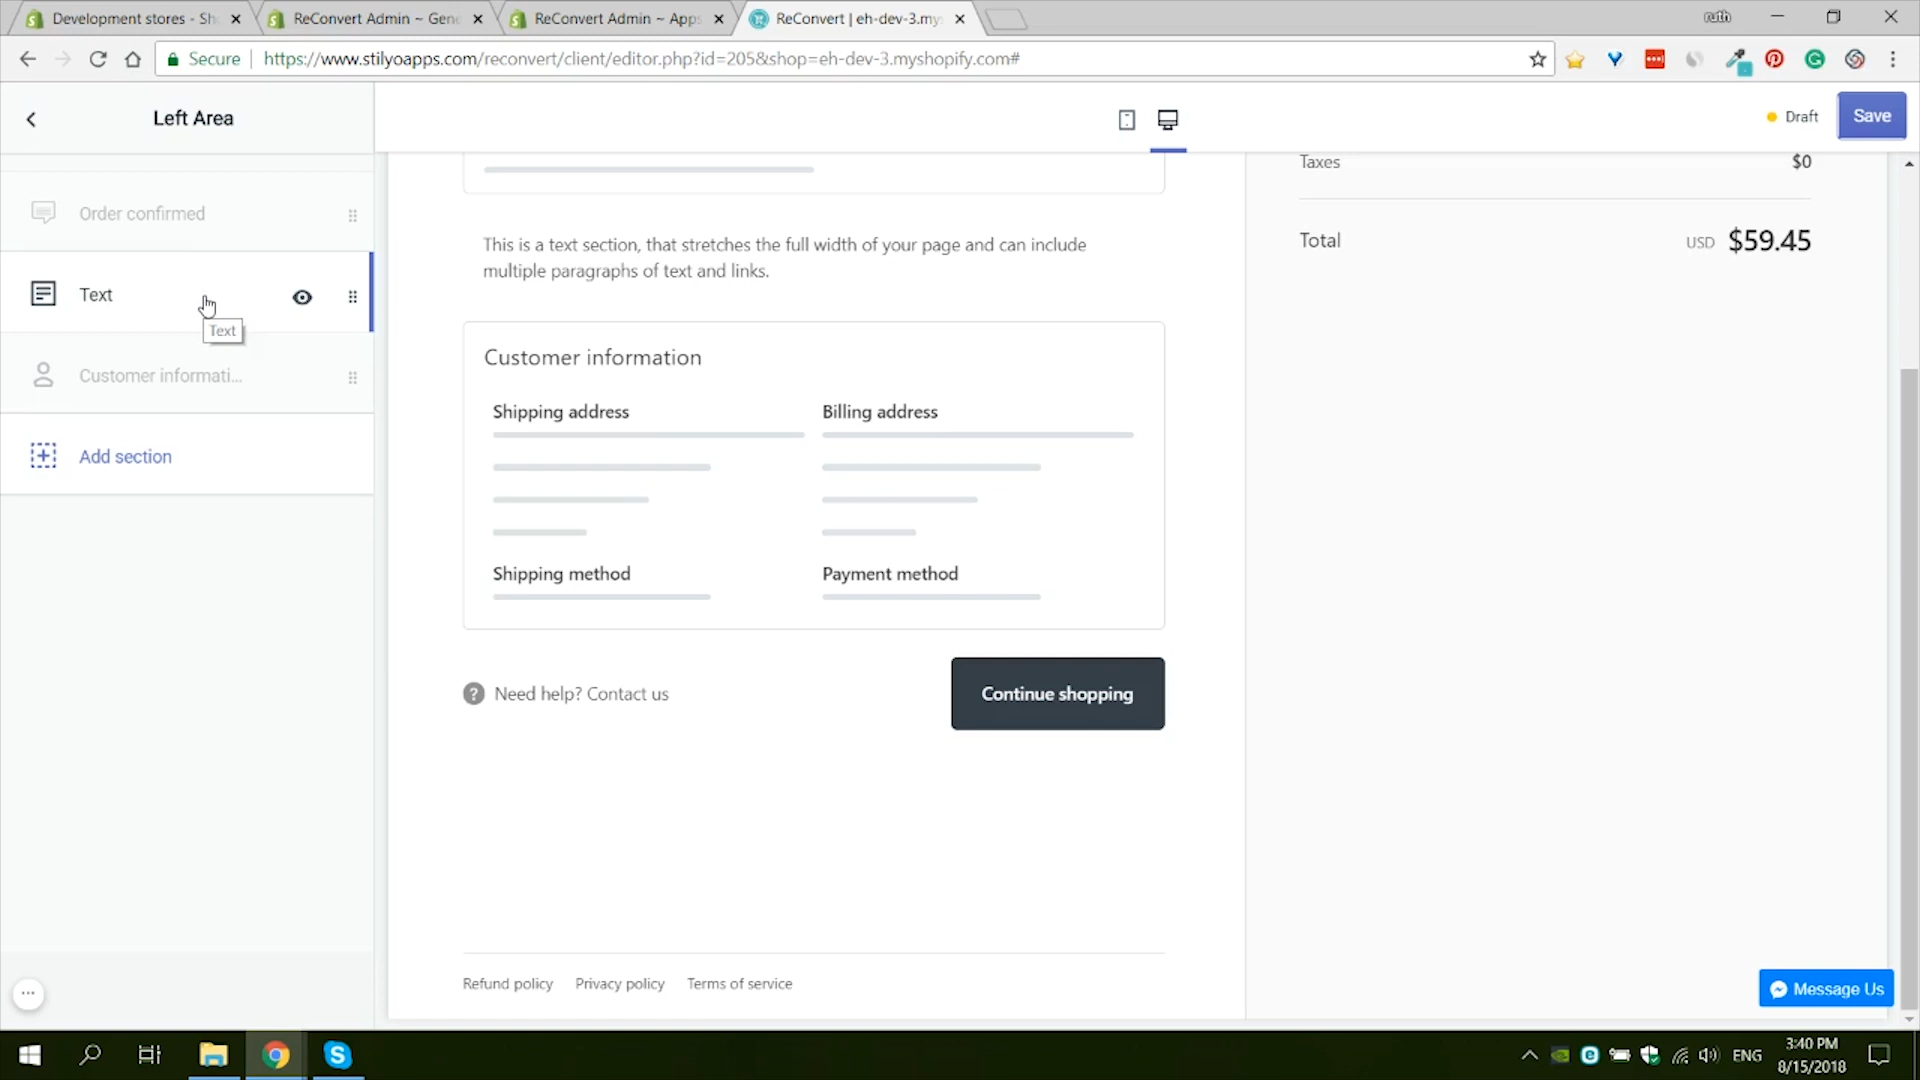 Development stores - Sh
ReConvert Admin ~ Gene
ReConvert Admin ~ Apps
ReConvert | eh-dev-3.my
ruth
Secure
https://www.stilyoapps.com/reconvert/client/editor.php?id=205&shop=eh-dev-3.myshopify.com#
Left Area
Draft
Save
Order confirmed
Text
Text
Customer informati...
Add section
This is a text section, that stretches the full width of your page and can include
multiple paragraphs of text and links.
Customer information
Shipping address
Billing address
Shipping method
Payment method
Need help? Contact us
Continue shopping
Taxes
$0
Total
USD
$59.45
Refund policy
Privacy policy
Terms of service
Message Us
ENG
3:40 PM
8/15/2018